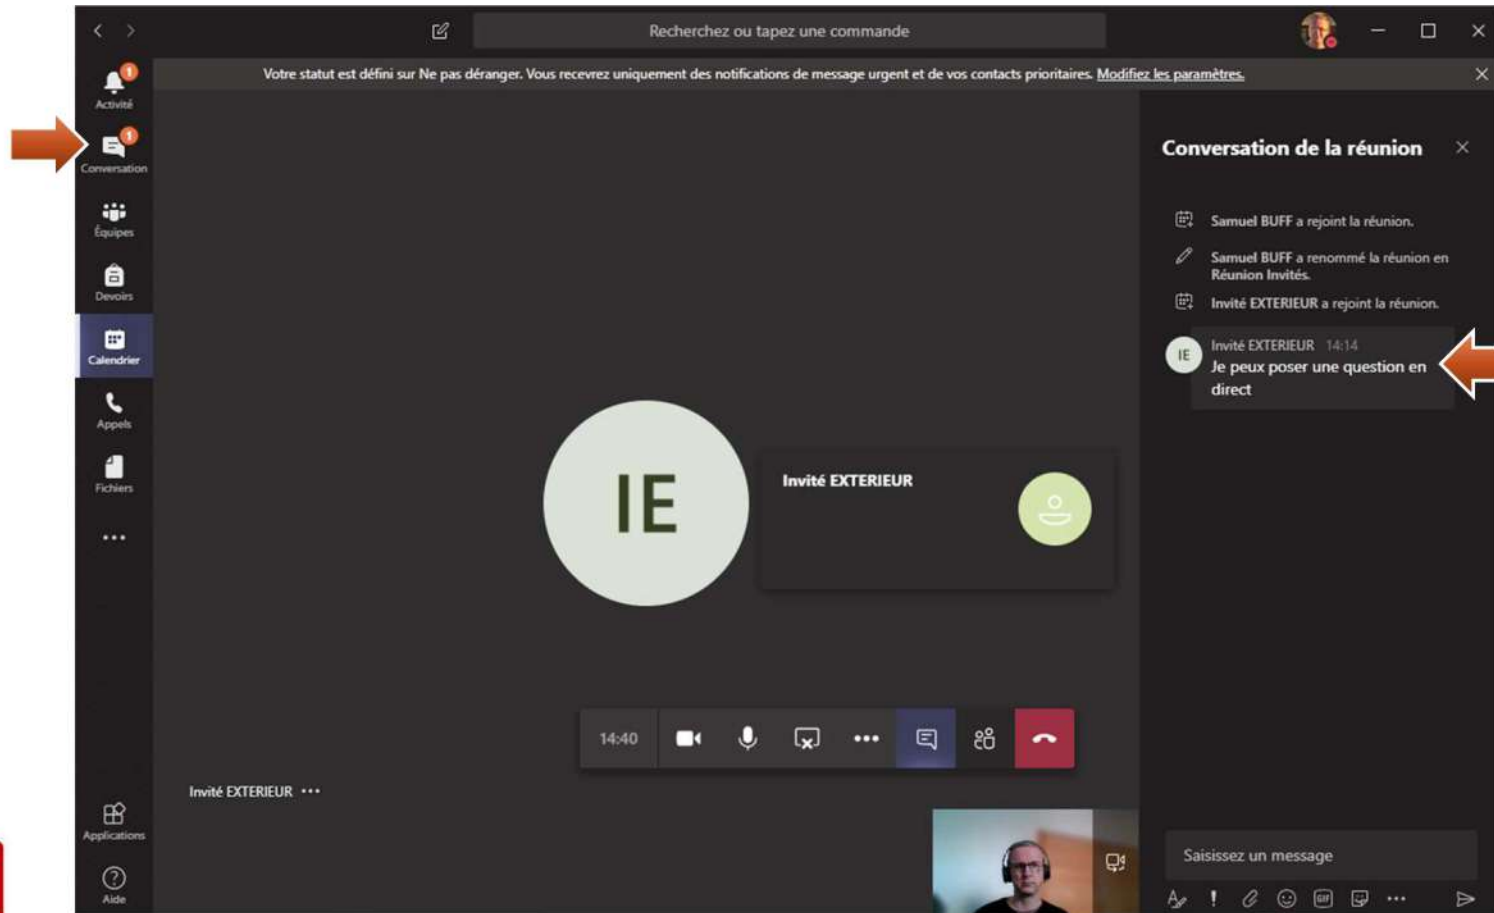 Recherchez ou tapez une commande
Votre statut est défini sur Ne pas déranger. Vous recevrez uniquement des notifications de message urgent et de vos contacts prioritaires. Modifiez les paramètres.
1
Activité
1
Conversation
Équipes
Devoirs
Calendrier
Appels
Fichiers
Applications
Aide
IE
Invité EXTERIEUR
14:40
Invité EXTERIEUR
Conversation de la réunion
Samuel BUFF a rejoint la réunion.
Samuel BUFF a renommé la réunion en
Réunion Invités.
Invité EXTERIEUR a rejoint la réunion.
IE
Invité EXTERIEUR 14:14
Je peux poser une question en
direct
Saisissez un message
GIF